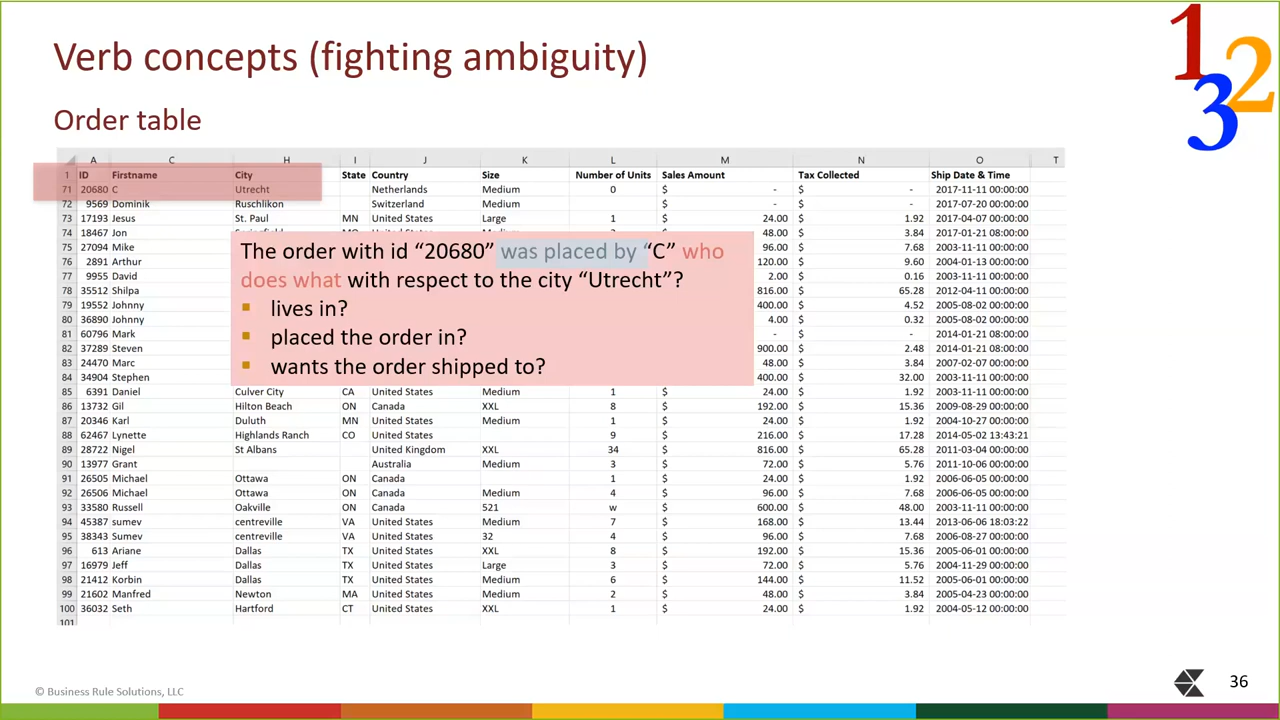 Verb concepts (fighting ambiguity)
1 2 3
Order table
A C H I J K L M N O T
1 ID Firstname City State Country Size Number of Units Sales Amount Tax Collected Ship Date & Time
71 20680 C Utrecht Netherlands Medium 0 $ - $ - 2017-11-11 00:00:00
72 9569 Dominik Ruschlikon Switzerland Medium $ - $ - 2017-07-20 00:00:00
73 17193 Jesus St. Paul MN United States Large 1 $ 24.00 $ 1.92 2017-04-07 00:00:00
74 18467 Jon 48.00 $ 3.84 2017-01-21 08:00:00
75 27094 Mike 96.00 $ 7.68 2003-11-11 00:00:00
76 2891 Arthur 120.00 $ 9.60 2004-01-13 00:00:00
77 9955 David 2.00 $ 0.16 2003-11-11 00:00:00
78 35512 Shilpa 816.00 $ 65.28 2012-04-11 00:00:00
79 19552 Johnny 400.00 $ 4.52 2005-08-02 00:00:00
80 36890 Johnny 4.00 $ 0.32 2005-08-02 00:00:00
81 60796 Mark - $ - 2014-01-21 08:00:00
82 37289 Steven 900.00 $ 2.48 2014-01-21 08:00:00
83 24470 Marc 48.00 $ 3.84 2007-02-07 00:00:00
84 34904 Stephen 400.00 $ 32.00 2003-11-11 00:00:00
The order with id “20680” was placed by “C” who
does what with respect to the city “Utrecht”?
▪ lives in?
▪ placed the order in?
▪ wants the order shipped to?
85 6391 Daniel Culver City CA United States Medium 1 $ 24.00 $ 1.92 2003-11-11 00:00:00
86 13732 Gil Hilton Beach ON Canada XXL 8 $ 192.00 $ 15.36 2009-08-29 00:00:00
87 20346 Karl Duluth MN United States Medium 1 $ 24.00 $ 1.92 2004-10-27 00:00:00
88 62467 Lynette Highlands Ranch CO United States 9 $ 216.00 $ 17.28 2014-05-02 13:43:21
89 28722 Nigel St Albans United Kingdom XXL 34 $ 816.00 $ 65.28 2011-03-04 00:00:00
90 13977 Grant Australia Medium 3 $ 72.00 $ 5.76 2011-10-06 00:00:00
91 26505 Michael Ottawa ON Canada 1 $ 24.00 $ 1.92 2006-06-05 00:00:00
92 26506 Michael Ottawa ON Canada Medium 4 $ 96.00 $ 7.68 2006-06-05 00:00:00
93 33580 Russell Oakville ON Canada 521 w $ 600.00 $ 48.00 2003-11-11 00:00:00
94 45387 sumev centreville VA United States Medium 7 $ 168.00 $ 13.44 2013-06-06 18:03:22
95 38343 Sumev centreville VA United States 32 4 $ 96.00 $ 7.68 2006-08-27 00:00:00
96 613 Ariane Dallas TX United States XXL 8 $ 192.00 $ 15.36 2005-06-01 00:00:00
97 16979 Jeff Dallas TX United States Large 3 $ 72.00 $ 5.76 2004-11-29 00:00:00
98 21412 Korbin Dallas TX United States Medium 6 $ 144.00 $ 11.52 2005-06-01 00:00:00
99 21602 Manfred Newton MA United States Medium 2 $ 48.00 $ 3.84 2005-04-23 00:00:00
100 36032 Seth Hartford CT United States XXL 1 $ 24.00 $ 1.92 2004-05-12 00:00:00
101
© Business Rule Solutions, LLC
36